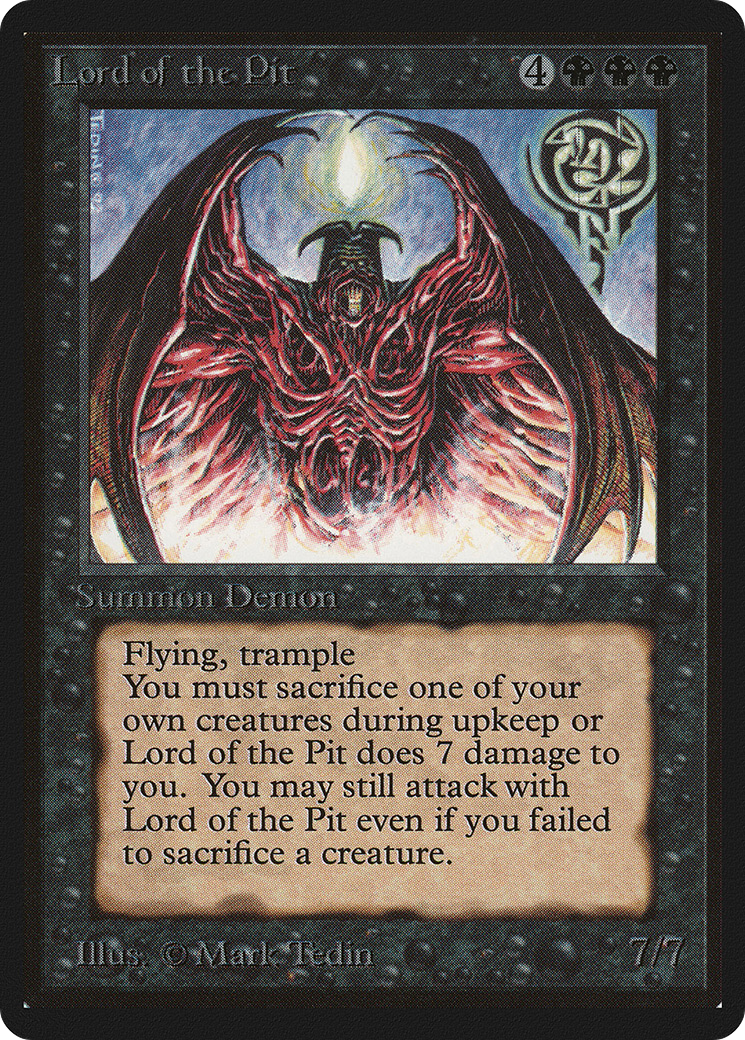 Lord of the Pit 4
Tedin © 93
Summon Demon
Flying, trample
You must sacrifice one of your
own creatures during upkeep or
Lord of the Pit does 7 damage to
you. You may still attack with
Lord of the Pit even if you failed
to sacrifice a creature.
Illus. © Mark Tedin
7/7